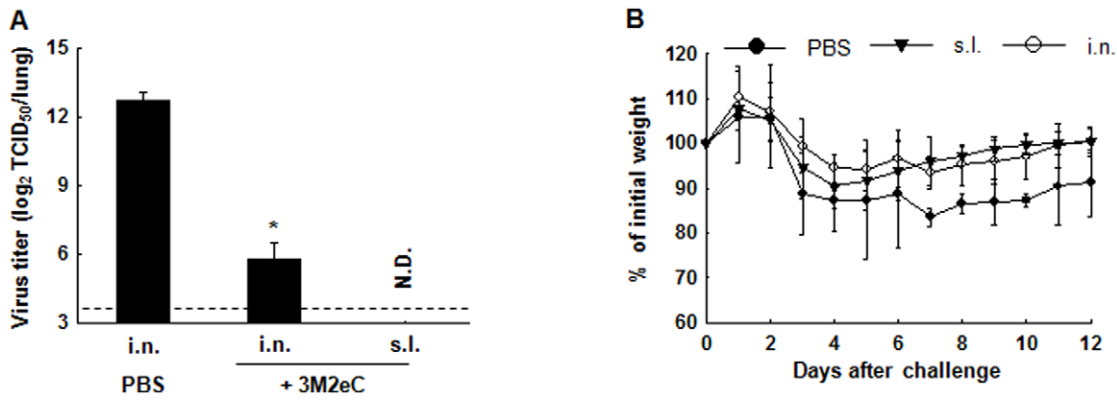 A
Virus titer (log2 TCID50/lung)
15
12
9
6
3
*
N.D.
i.n.
i.n.
s.l.
PBS
+ 3M2eC
B
PBS
s.l.
i.n.
% of initial weight
120
110
100
90
80
70
60
0 2 4 6 8 10 12
Days after challenge